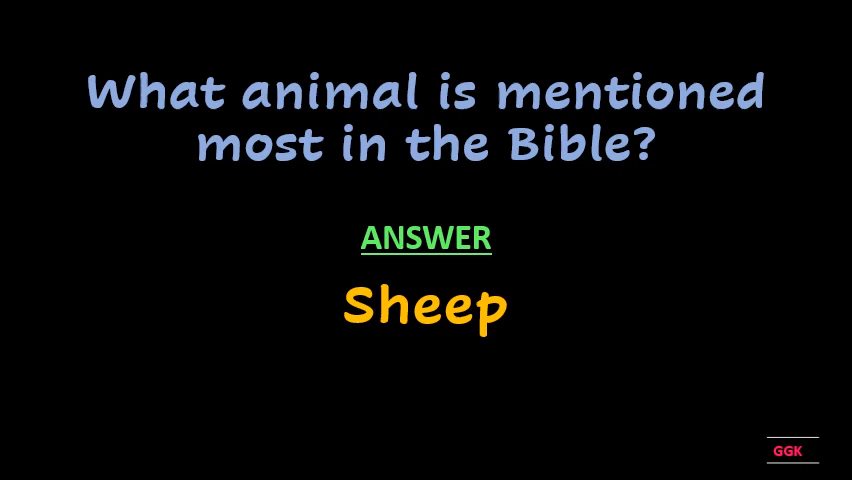 What animal is mentioned
most in the Bible?
ANSWER
Sheep
GGK